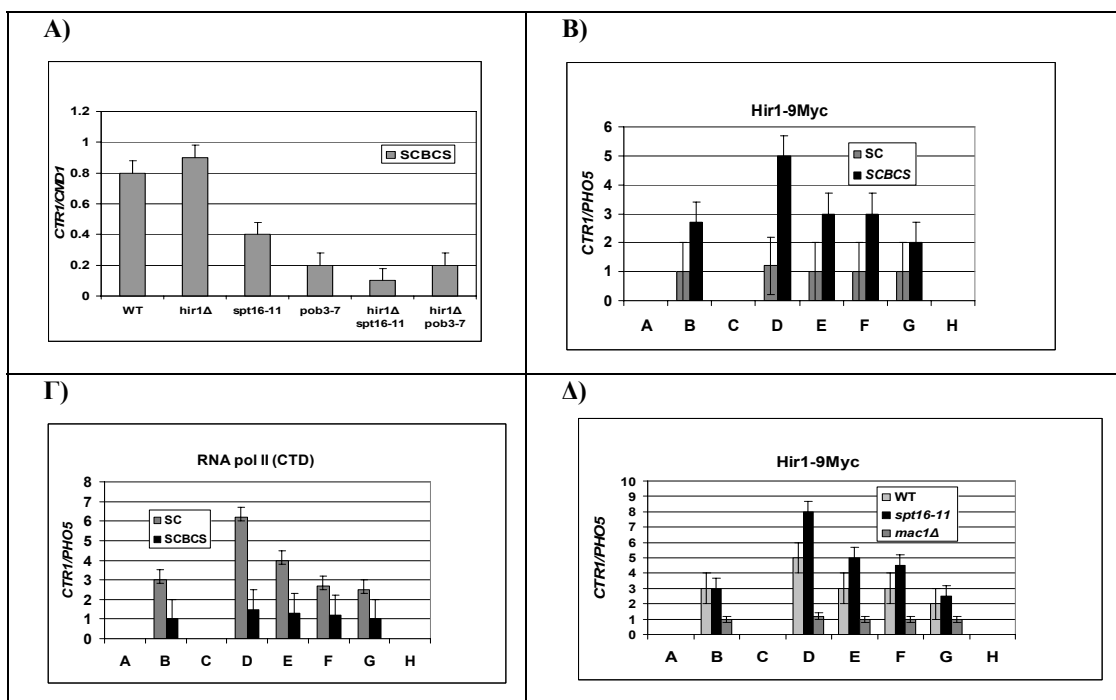 Α)
1.2
1
0.8
0.6
0.4
0.2
0
CTR1/CMD1
SCBCS
WT hir1Δ spt16-11 pob3-7 hir1Δ hir1Δ
spt16-11 pob3-7
Β)
Hir1-9Myc
6
5
4
3
2
1
0
CTR1/PHO5
SC
SCBCS
A B C D E F G H
Γ)
RNA pol II (CTD)
8
7
6
5
4
3
2
1
0
CTR1/PHO5
SC
SCBCS
A B C D E F G H
Δ)
Hir1-9Myc
10
9
8
7
6
5
4
3
2
1
0
CTR1/PHO5
WT
spt16-11
mac1Δ
A B C D E F G H